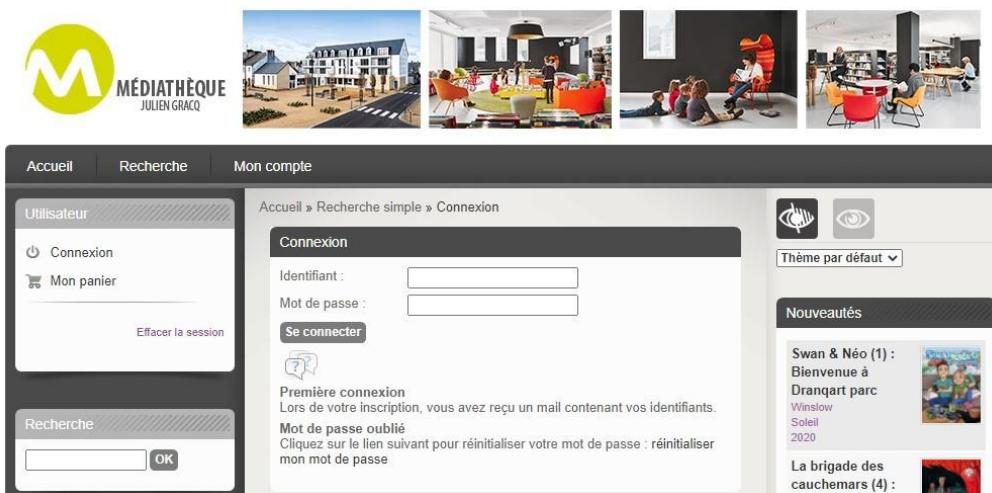 MÉDIATHÈQUE
JULIEN GRACQ
Accueil
Recherche
Mon compte
Utilisateur
Connexion
Mon panier
Effacer la session
Recherche
OK
Accueil » Recherche simple » Connexion
Connexion
Identifiant :
Mot de passe :
Se connecter
Première connexion
Lors de votre inscription, vous avez reçu un mail contenant vos identifiants.
Mot de passe oublié
Cliquez sur le lien suivant pour réinitialiser votre mot de passe : réinitialiser
mon mot de passe
Thème par défaut
Nouveautés
Swan & Néo (1) :
Bienvenue à
Dranqart parc
Winslow
Soleil
2020
La brigade des
cauchemars (4) :